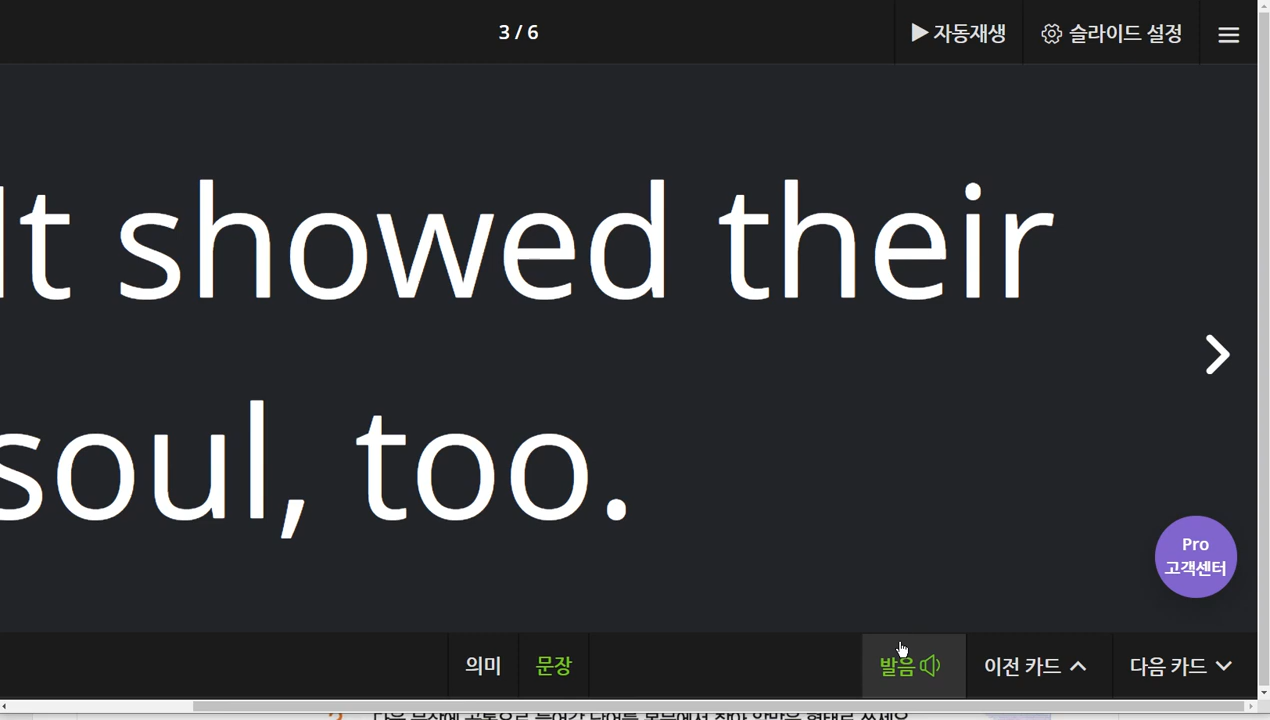 3 / 6
자동재생
슬라이드 설정
It showed their
soul, too.
Pro
고객센터
의미
문장
발음
이전 카드
다음 카드